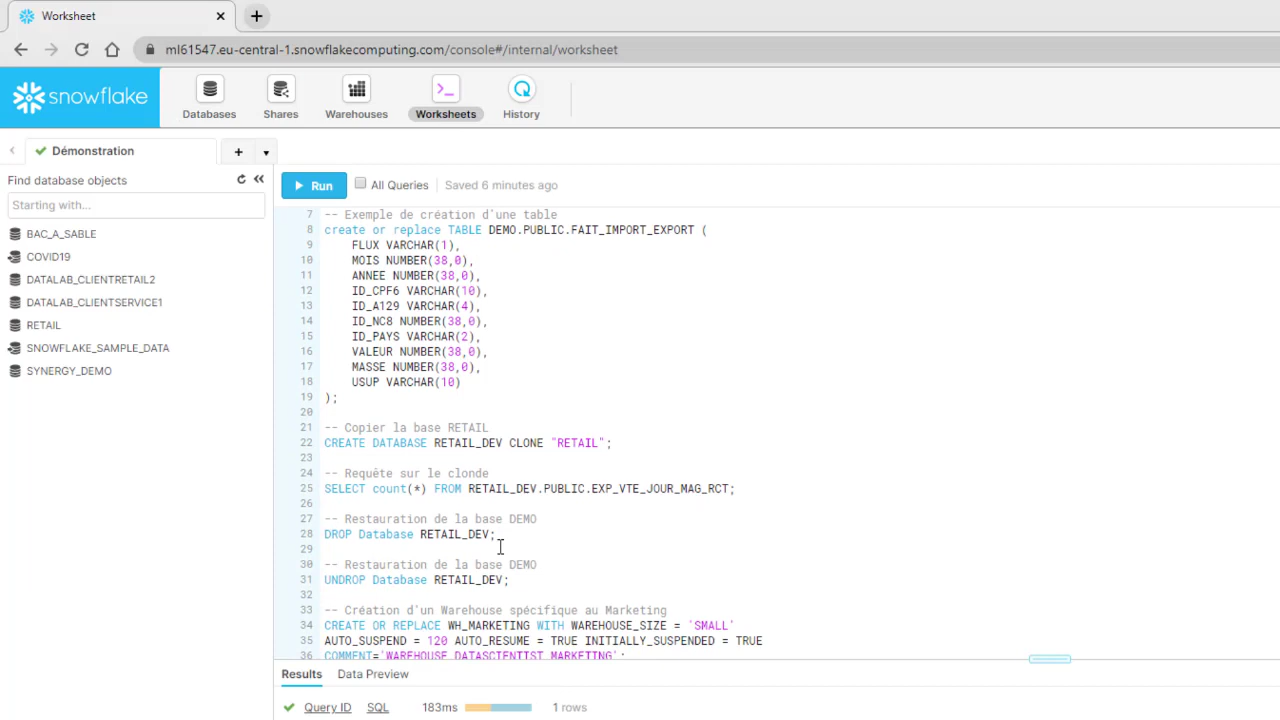 Worksheet
ml61547.eu-central-1.snowflakecomputing.com/console#/internal/worksheet
snowflake
Databases
Shares
Warehouses
Worksheets
History
Démonstration
Find database objects
Starting with...
BAC_A_SABLE
COVID19
DATALAB_CLIENTRETAIL2
DATALAB_CLIENTSERVICE1
RETAIL
SNOWFLAKE_SAMPLE_DATA
SYNERGY_DEMO
Run
All Queries
Saved 6 minutes ago
7 -- Exemple de création d'une table
8 create or replace TABLE DEMO.PUBLIC.FAIT_IMPORT_EXPORT (
9 FLUX VARCHAR(1),
10 MOIS NUMBER(38,0),
11 ANNEE NUMBER(38,0),
12 ID_CPF6 VARCHAR(10),
13 ID_A129 VARCHAR(4),
14 ID_NC8 NUMBER(38,0),
15 ID_PAYS VARCHAR(2),
16 VALEUR NUMBER(38,0),
17 MASSE NUMBER(38,0),
18 USUP VARCHAR(10)
19 );
20
21 -- Copier la base RETAIL
22 CREATE DATABASE RETAIL_DEV CLONE "RETAIL";
23
24 -- Requête sur le clonde
25 SELECT count(*) FROM RETAIL_DEV.PUBLIC.EXP_VTE_JOUR_MAG_RCT;
26
27 -- Restauration de la base DEMO
28 DROP Database RETAIL_DEV;
29
30 -- Restauration de la base DEMO
31 UNDROP Database RETAIL_DEV;
32
33 -- Création d'un Warehouse spécifique au Marketing
34 CREATE OR REPLACE WH_MARKETING WITH WAREHOUSE_SIZE = 'SMALL'
35 AUTO_SUSPEND = 120 AUTO_RESUME = TRUE INITIALLY_SUSPENDED = TRUE
36 COMMENT='WAREHOUSE DATASCIENTIST MARKETING';
Results
Data Preview
Query ID
SQL
183ms
1 rows